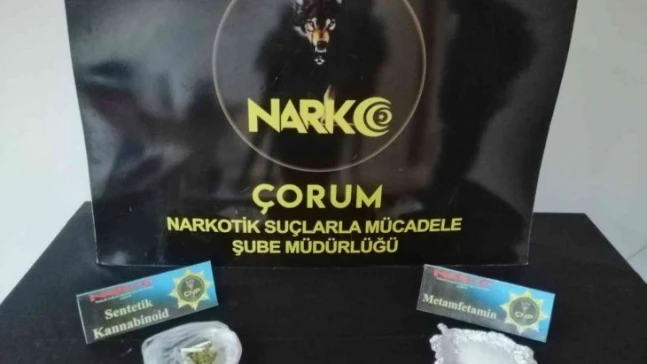 NARKO
ÇORUM
NARKOTİK SUÇLARLA MÜCADELE
ŞUBE MÜDÜRLÜĞÜ
Sentetik
Kannabinoid
Metamfetamin